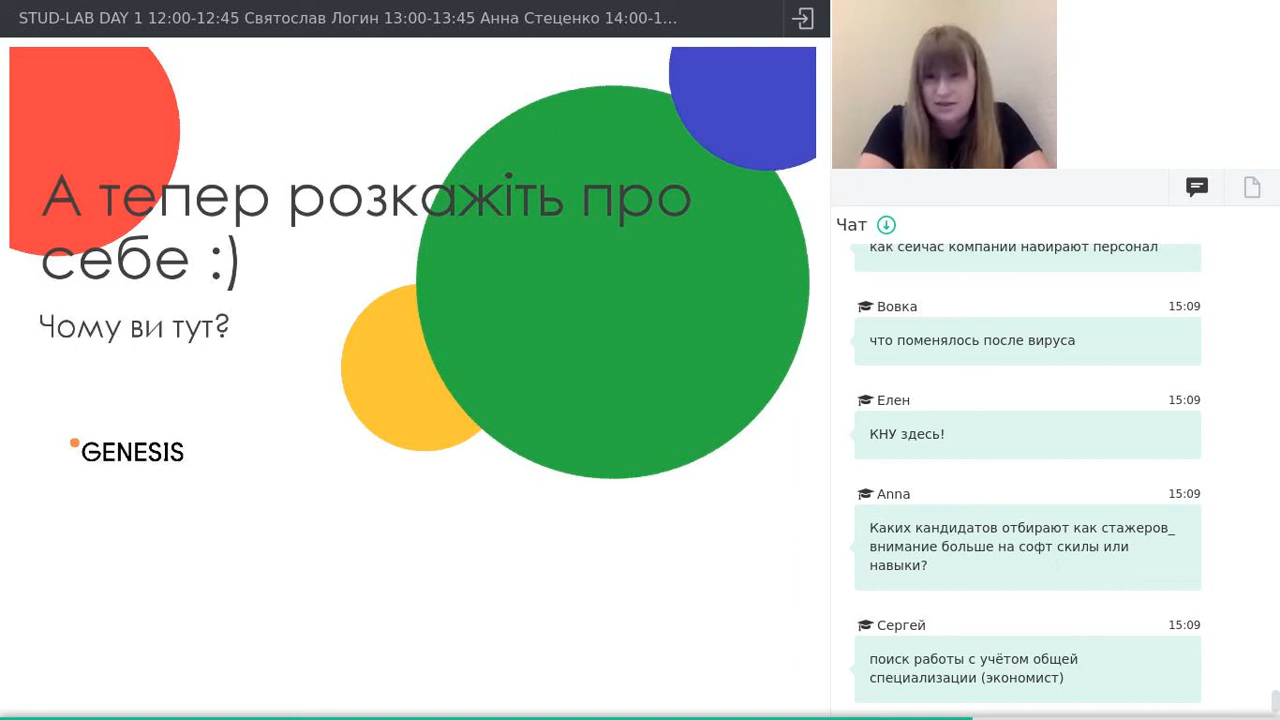 STUD-LAB DAY 1 12:00-12:45 Святослав Логин 13:00-13:45 Анна Стеценко 14:00-1...
А тепер розкажіть про
себе :)
Чому ви тут?
GENESIS
Чат
как сейчас компании набирают персонал
Вовка 15:09
что поменялось после вируса
Елен 15:09
КНУ здесь!
Anna 15:09
Каких кандидатов отбирают как стажеров_
внимание больше на софт скилы или
навыки?
Сергей 15:09
поиск работы с учётом общей
специализации (экономист)